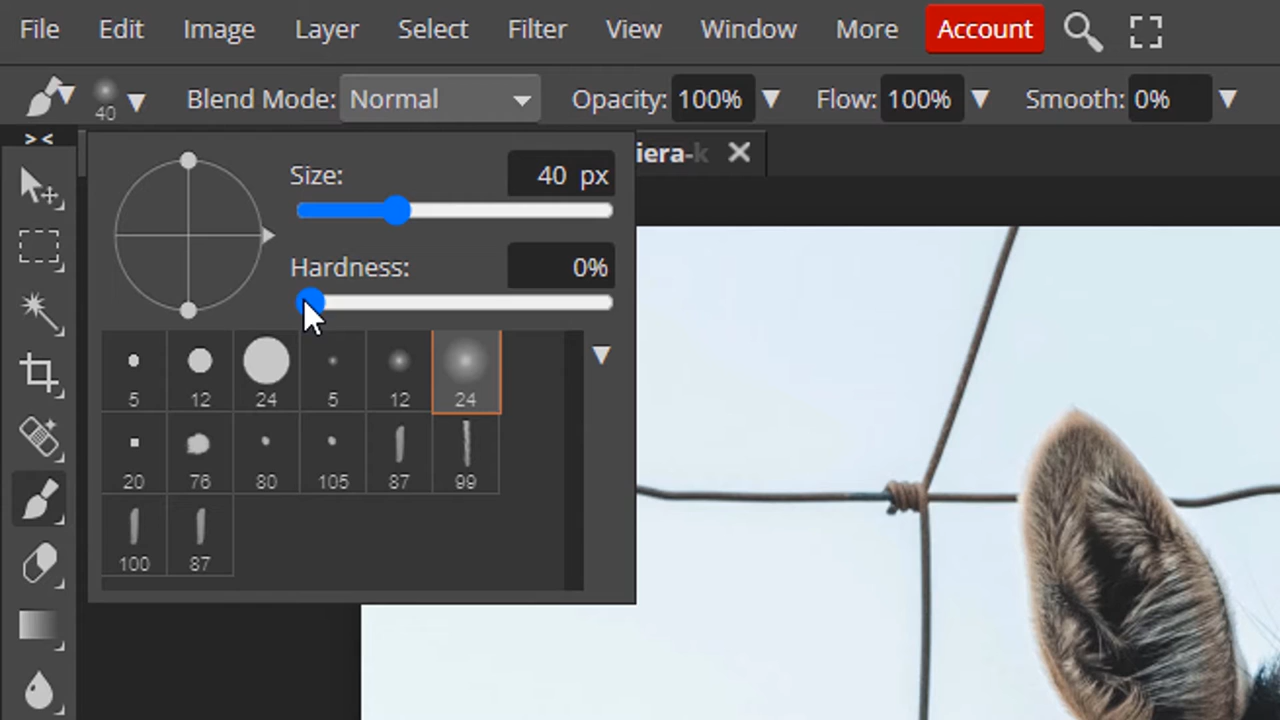 File Edit Image Layer Select Filter View Window More Account
40 Blend Mode: Normal Opacity: 100% Flow: 100% Smooth: 0%
> < iera-k
Size: 40 px
Hardness: 0%
5 12 24 5 12 24
20 76 80 105 87 99
100 87